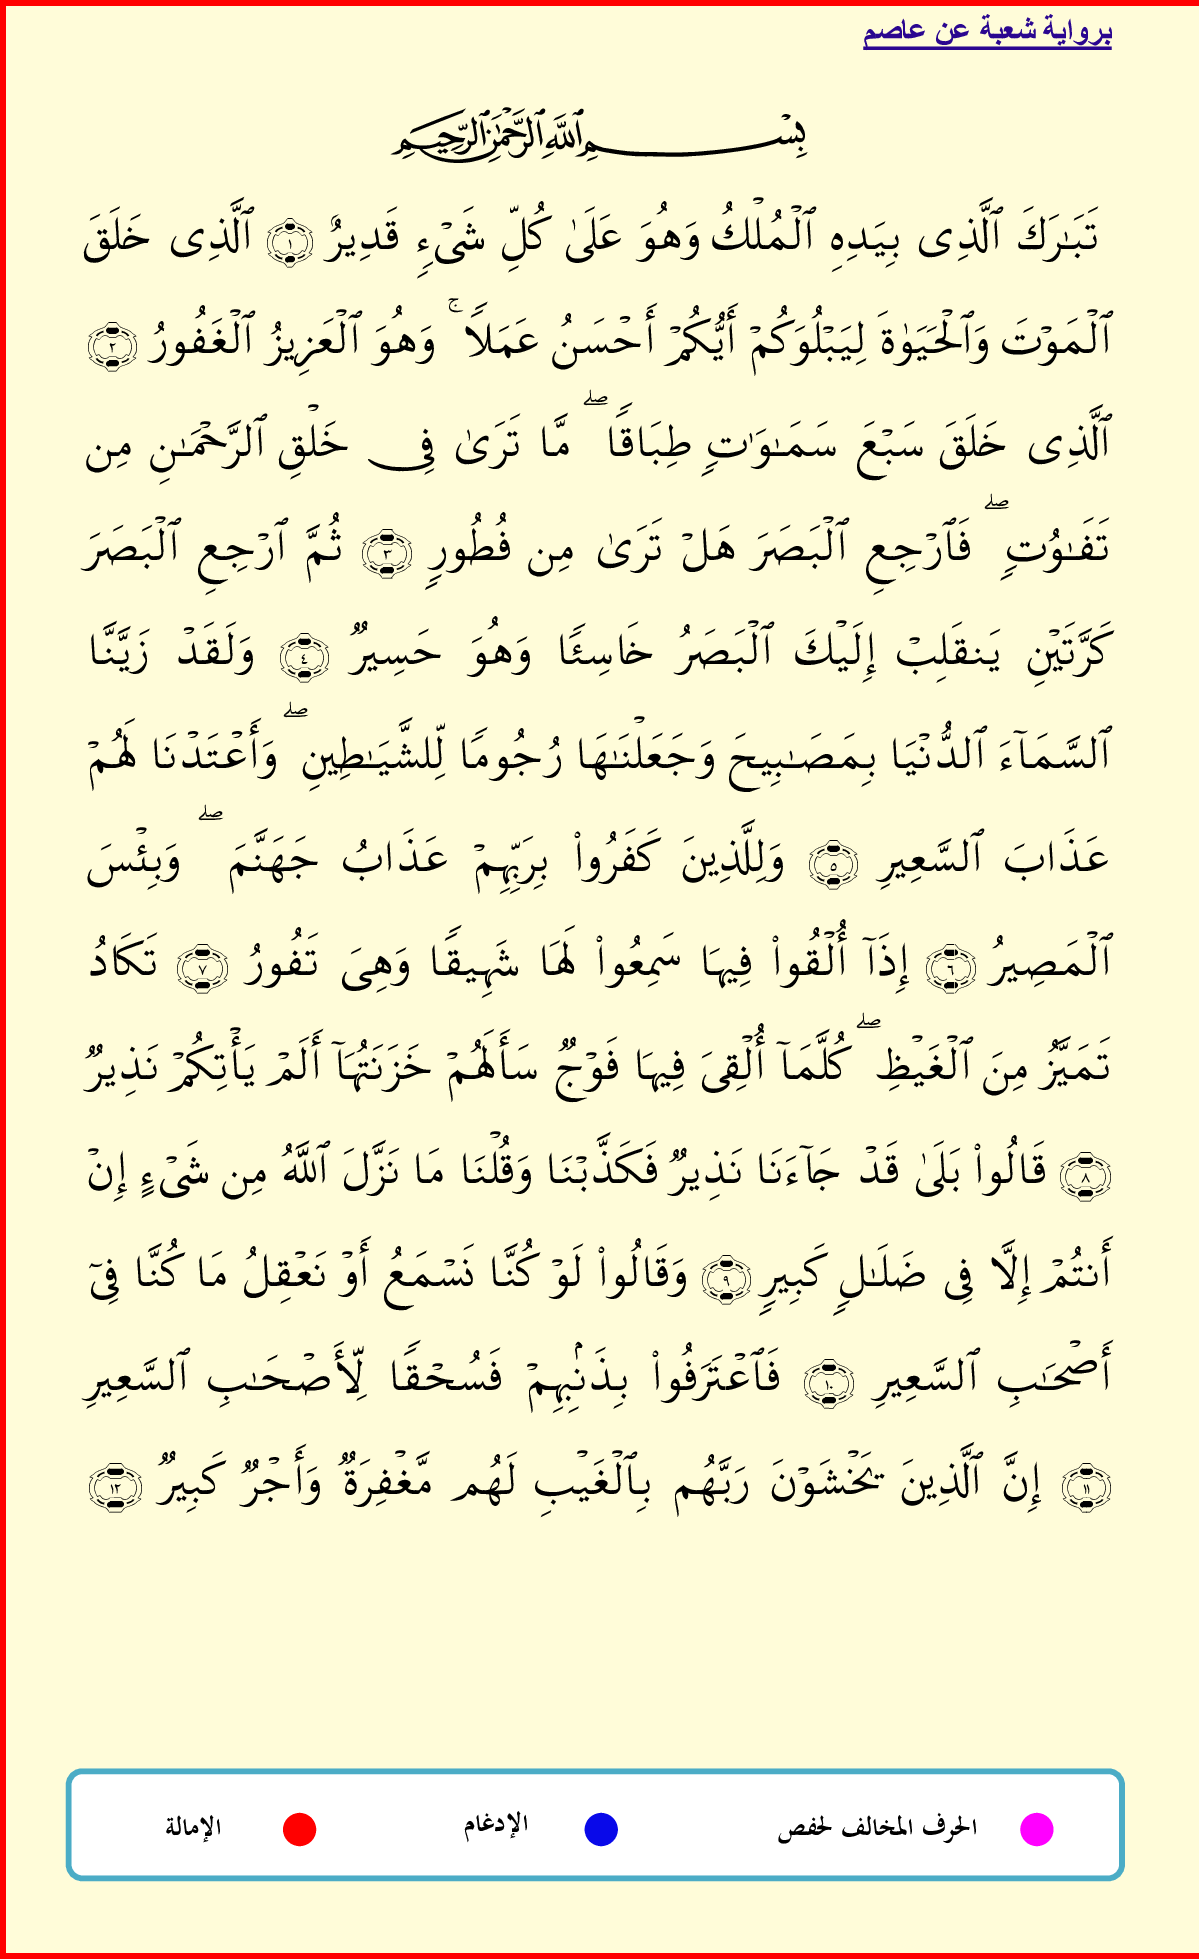 برواية شعبة عن عاصم
بِسۡمِ ٱللَّهِ ٱلرَّحۡمَٰنِ ٱلرَّحِيمِ
تَبَٰرَكَ ٱلَّذِى بِيَدِهِ ٱلۡمُلۡكُ وَهُوَ عَلَىٰ كُلِّ شَىۡءٍ قَدِيرٌ ١ ٱلَّذِى خَلَقَ
ٱلۡمَوۡتَ وَٱلۡحَيَوٰةَ لِيَبۡلُوَكُمۡ أَيُّكُمۡ أَحۡسَنُ عَمَلًاۚ وَهُوَ ٱلۡعَزِيزُ ٱلۡغَفُورُ ٢
ٱلَّذِى خَلَقَ سَبۡعَ سَمَٰوَٰتٍ طِبَاقًاۖ مَّا تَرَىٰ فِى خَلۡقِ ٱلرَّحۡمَٰنِ مِن
تَفَٰوُتٍۖ فَٱرۡجِعِ ٱلۡبَصَرَ هَلۡ تَرَىٰ مِن فُطُورٍ ٣ ثُمَّ ٱرۡجِعِ ٱلۡبَصَرَ
كَرَّتَيۡنِ يَنقَلِبۡ إِلَيۡكَ ٱلۡبَصَرُ خَاسِئًا وَهُوَ حَسِيرٌ ٤ وَلَقَدۡ زَيَّنَّا
ٱلسَّمَآءَ ٱلدُّنۡيَا بِمَصَٰبِيحَ وَجَعَلۡنَٰهَا رُجُومًا لِّلشَّيَٰطِينِۖ وَأَعۡتَدۡنَا لَهُمۡ
عَذَابَ ٱلسَّعِيرِ ٥ وَلِلَّذِينَ كَفَرُواْ بِرَبِّهِمۡ عَذَابُ جَهَنَّمَۖ وَبِئۡسَ
ٱلۡمَصِيرُ ٦ إِذَآ أُلۡقُواْ فِيهَا سَمِعُواْ لَهَا شَهِيقًا وَهِىَ تَفُورُ ٧ تَكَادُ
تَمَيَّزُ مِنَ ٱلۡغَيۡظِۖ كُلَّمَآ أُلۡقِىَ فِيهَا فَوۡجٌ سَأَلَهُمۡ خَزَنَتُهَآ أَلَمۡ يَأۡتِكُمۡ نَذِيرٌ
٨ قَالُواْ بَلَىٰ قَدۡ جَآءَنَا نَذِيرٌ فَكَذَّبۡنَا وَقُلۡنَا مَا نَزَّلَ ٱللَّهُ مِن شَىۡءٍ إِنۡ
أَنتُمۡ إِلَّا فِى ضَلَٰلٍ كَبِيرٍ ٩ وَقَالُواْ لَوۡ كُنَّا نَسۡمَعُ أَوۡ نَعۡقِلُ مَا كُنَّا فِىٓ
أَصۡحَٰبِ ٱلسَّعِيرِ ١٠ فَٱعۡتَرَفُواْ بِذَنۢبِهِمۡ فَسُحۡقًا لِّأَصۡحَٰبِ ٱلسَّعِيرِ
١١ إِنَّ ٱلَّذِينَ يَخۡشَوۡنَ رَبَّهُم بِٱلۡغَيۡبِ لَهُم مَّغۡفِرَةٌ وَأَجۡرٌ كَبِيرٌ ١٢
الحرف المخالف لحفص الإدغام الإمالة